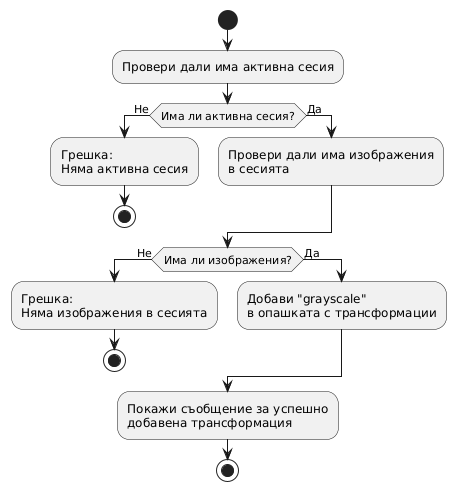 Провери дали има активна сесия
Не
Има ли активна сесия?
Да
Грешка:
Няма активна сесия
Провери дали има изображения
в сесията
Не
Има ли изображения?
Да
Грешка:
Няма изображения в сесията
Добави "grayscale"
в опашката с трансформации
Покажи съобщение за успешно
добавена трансформация